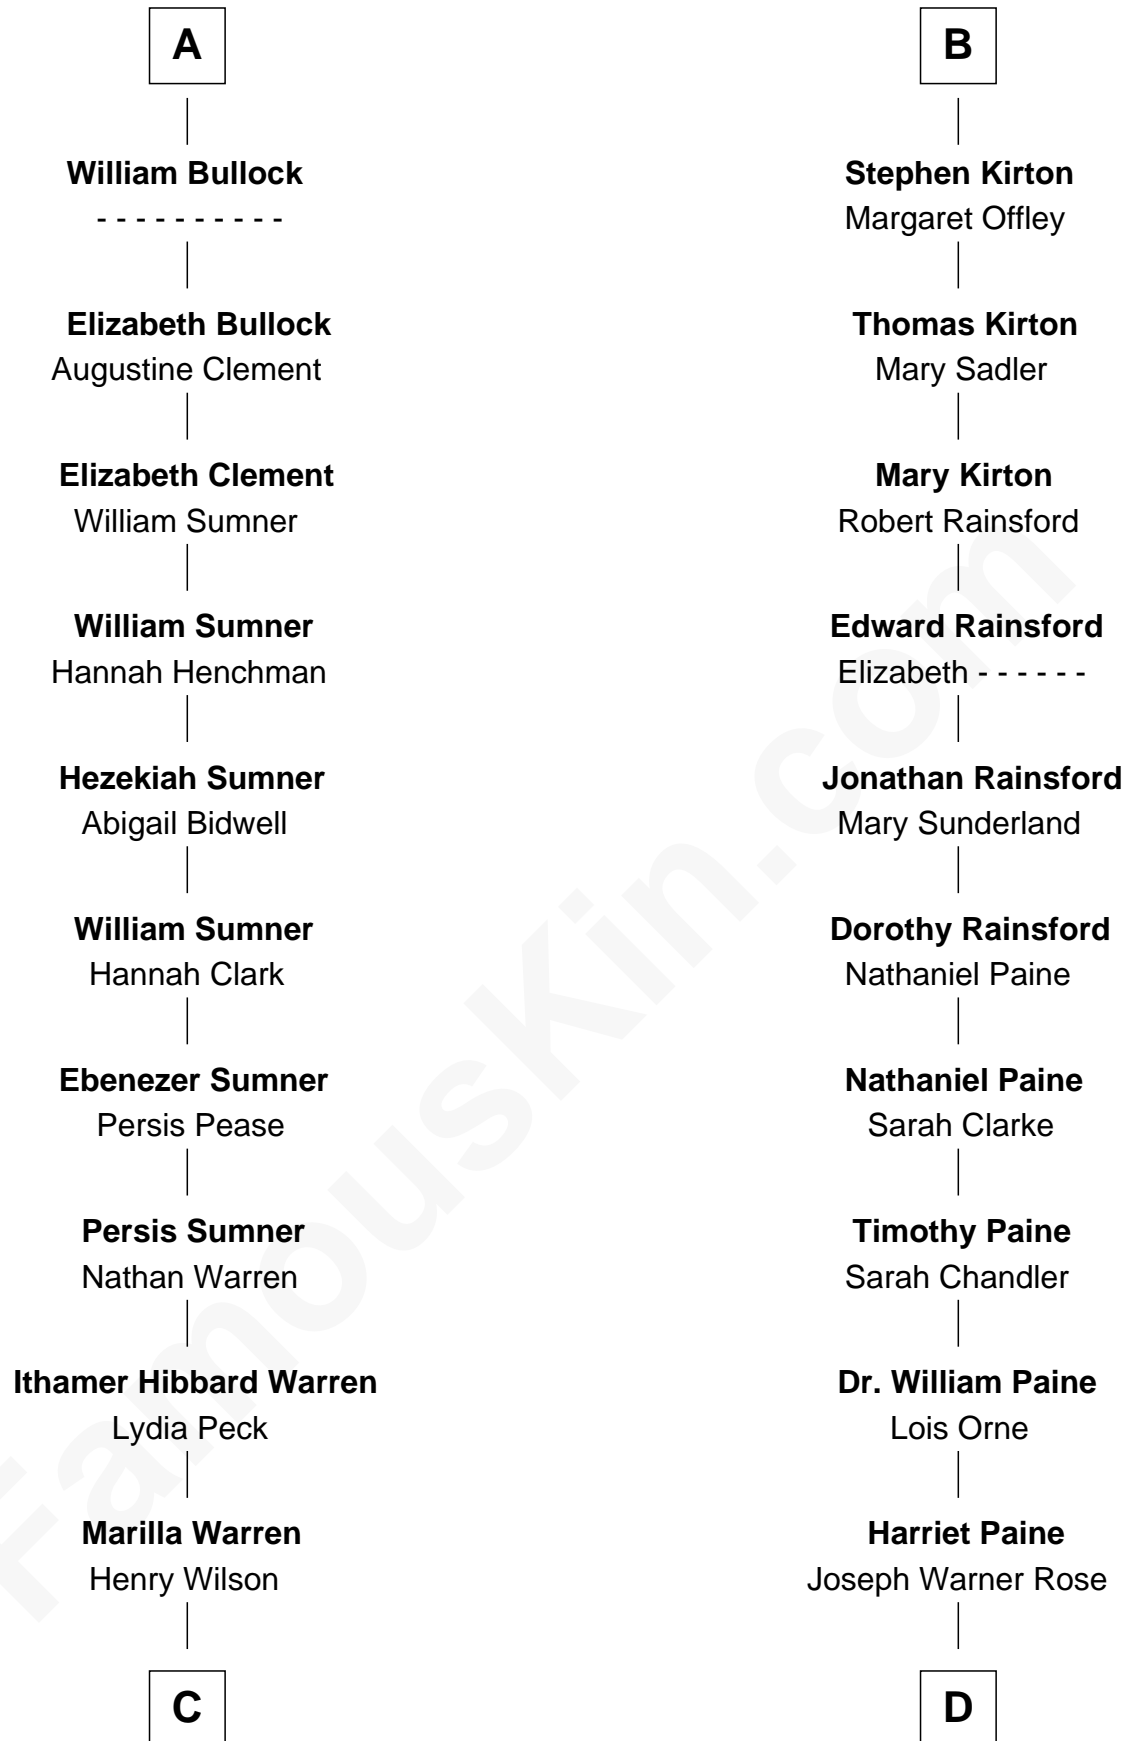 A
William Bullock
- - - - - - - - - -
Elizabeth Bullock
Augustine Clement
Elizabeth Clement
William Sumner
William Sumner
Hannah Henchman
Hezekiah Sumner
Abigail Bidwell
William Sumner
Hannah Clark
Ebenezer Sumner
Persis Pease
Persis Sumner
Nathan Warren
Ithamer Hibbard Warren
Lydia Peck
Marilla Warren
Henry Wilson
C
B
Stephen Kirton
Margaret Offley
Thomas Kirton
Mary Sadler
Mary Kirton
Robert Rainsford
Edward Rainsford
Elizabeth - - - - - -
Jonathan Rainsford
Mary Sunderland
Dorothy Rainsford
Nathaniel Paine
Nathaniel Paine
Sarah Clarke
Timothy Paine
Sarah Chandler
Dr. William Paine
Lois Orne
Harriet Paine
Joseph Warner Rose
D
FamousKin.com